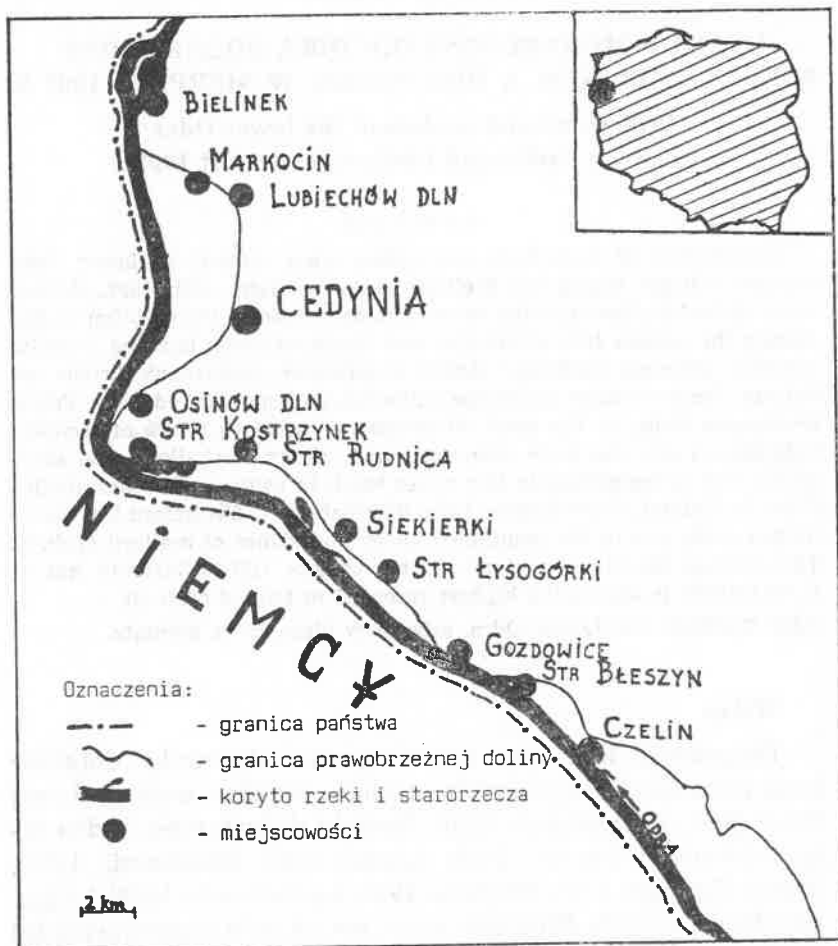 Bielinek
Markocin
Lubiechów Dln
Cedynia
Osinów Dln
Str Kostrzynek
Str Rudnica
Siekierki
Str Łysogórki
Gozdowice
Str Błeszyn
Czelin
Odra
NIEMCY
Oznaczenia:
- granica państwa
- granica prawobrzeżnej doliny
- koryto rzeki i starorzecza
- miejscowości
2 km